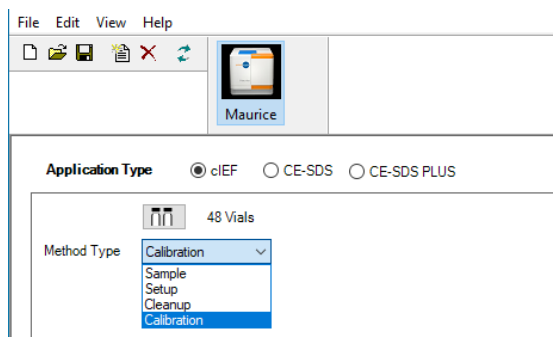 File Edit View Help
Maurice
Application Type cIEF CE-SDS CE-SDS PLUS
48 Vials
Method Type Calibration
Sample
Setup
Cleanup
Calibration